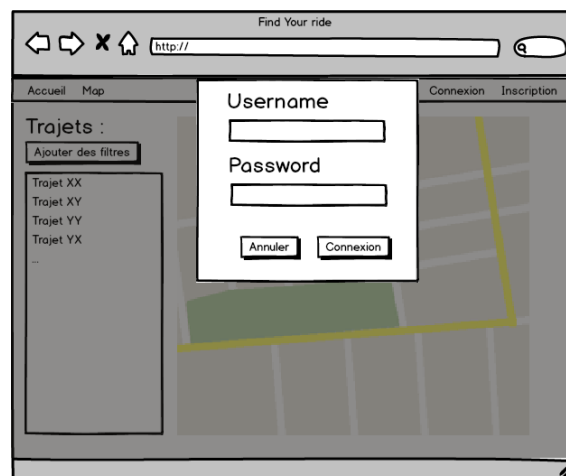 Find Your ride
http://
Accueil Map Connexion Inscription
Username
Password
Annuler Connexion
Trajets :
Ajouter des filtres
Trajet XX
Trajet XY
Trajet YY
Trajet YX
...